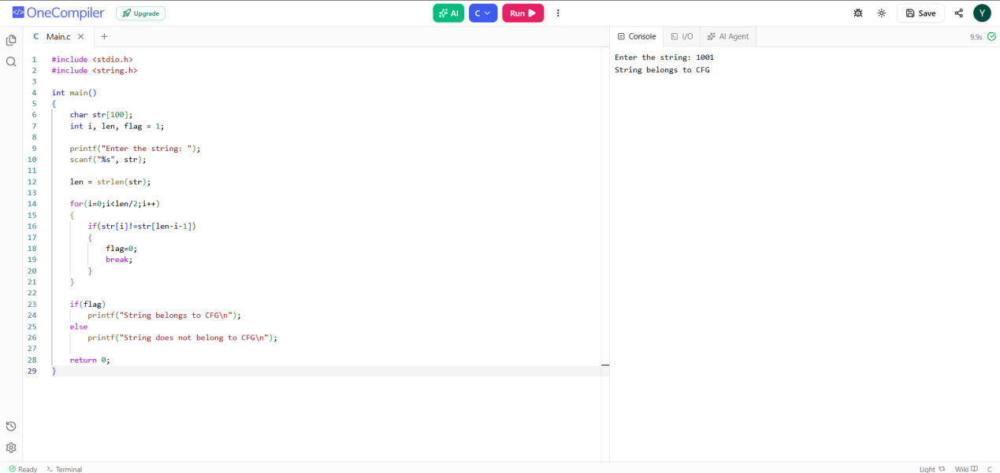 OneCompiler Upgrade AI C Run Save Y
C Main.c × + Console I/O AI Agent 9.9s
1 #include <stdio.h>
2 #include <string.h>
3
4 int main()
5 {
6 char str[100];
7 int i, len, flag = 1;
8
9 printf("Enter the string: ");
10 scanf("%s", str);
11
12 len = strlen(str);
13
14 for(i=0;i<len/2;i++)
15 {
16 if(str[i]!=str[len-i-1])
17 {
18 flag=0;
19 break;
20 }
21 }
22
23 if(flag)
24 printf("String belongs to CFG\n");
25 else
26 printf("String does not belong to CFG\n");
27
28 return 0;
29 }
Enter the string: 1001
String belongs to CFG
Ready Terminal Light Wiki C